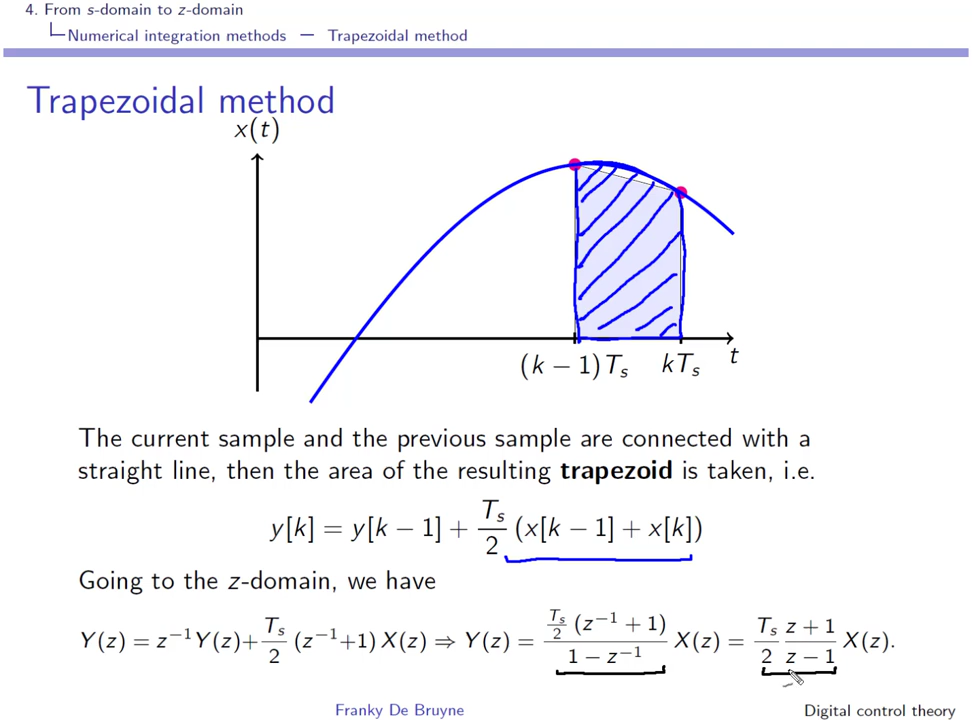 4. From s-domain to z-domain
Numerical integration methods — Trapezoidal method
Trapezoidal method
x(t)
(k − 1)Tₛ kTₛ t
The current sample and the previous sample are connected with a
straight line, then the area of the resulting trapezoid is taken, i.e.
y[k] = y[k − 1] + Tₛ/2 (x[k − 1] + x[k])
Going to the z-domain, we have
Y(z) = z⁻¹Y(z)+Tₛ/2 (z⁻¹+1) X(z) ⇒ Y(z) = Tₛ/2 (z⁻¹ + 1)/(1 − z⁻¹) X(z) = Tₛ/2 (z + 1)/(z − 1) X(z).
Franky De Bruyne Digital control theory